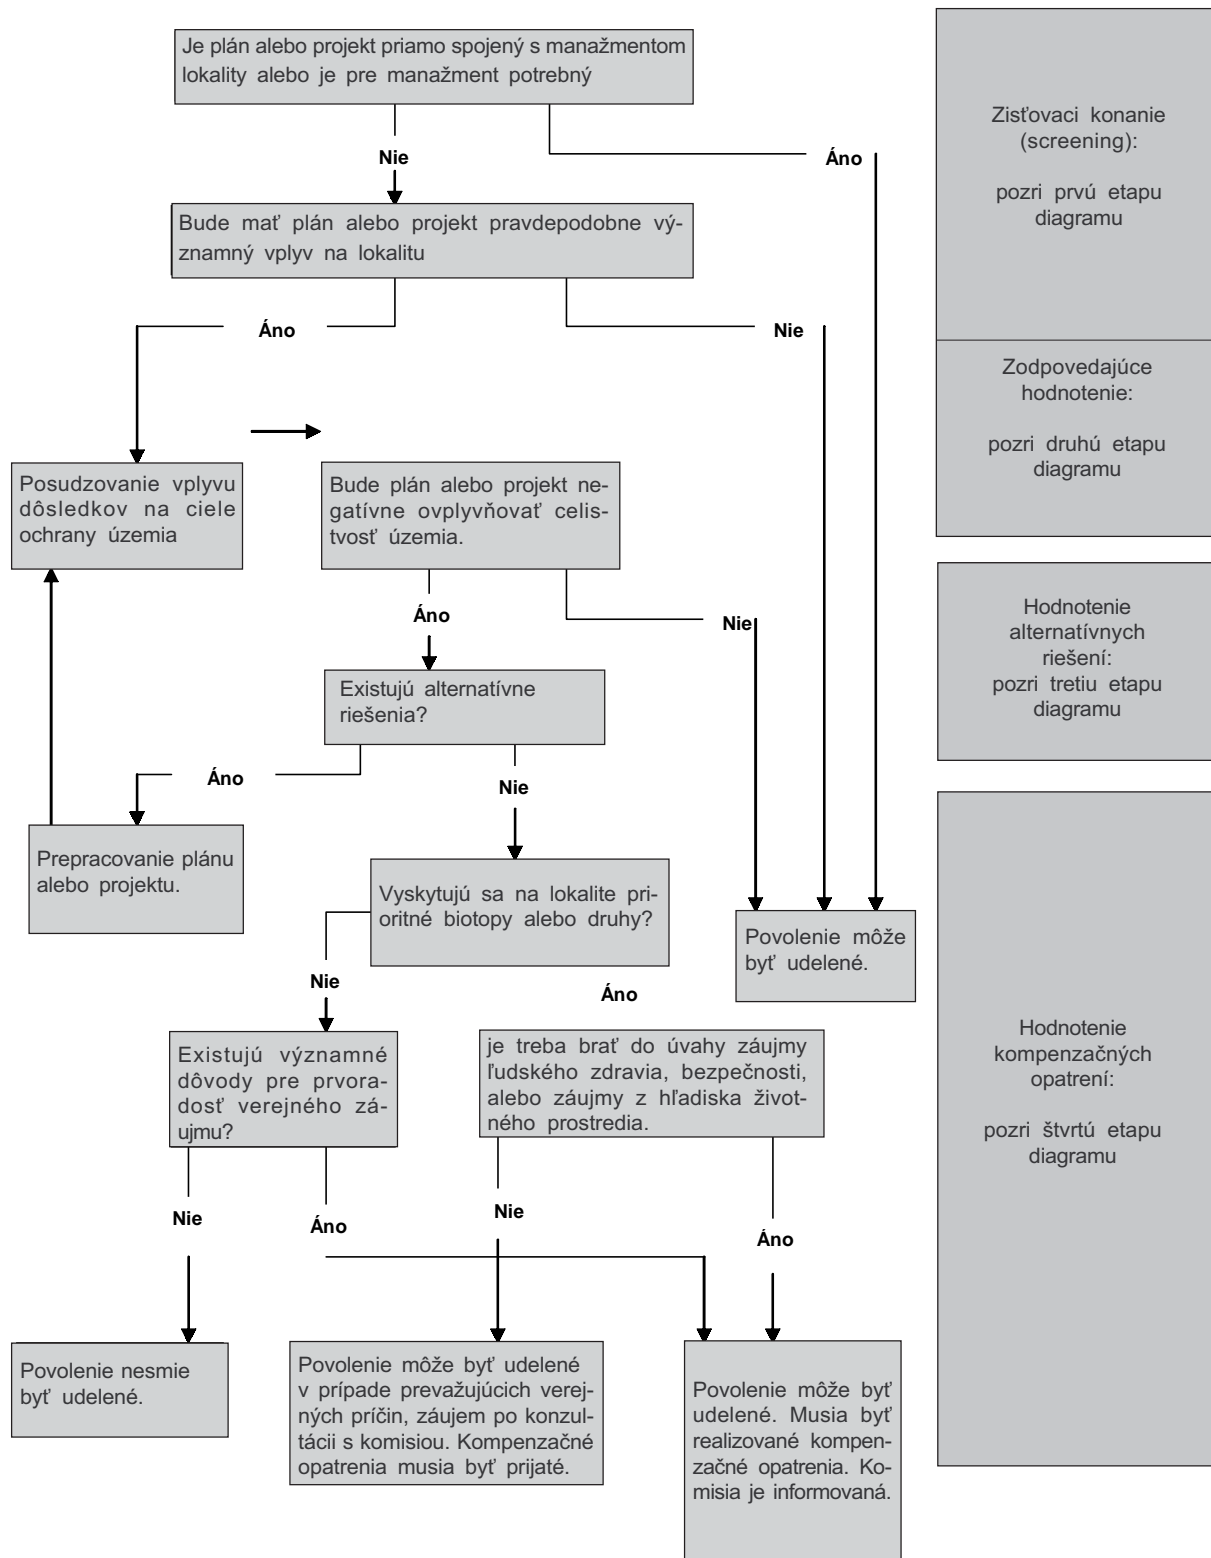 Je plán alebo projekt priamo spojený s manažmentom
lokality alebo je pre manažment potrebný
Nie
Áno
Bude mať plán alebo projekt pravdepodobne vý-
znamný vplyv na lokalitu
Áno
Nie
Posudzovanie vplyvu
dôsledkov na ciele
ochrany územia
Bude plán alebo projekt ne-
gatívne ovplyvňovať celis-
tvosť územia.
Áno
Nie
Existujú alternatívne
riešenia?
Áno
Nie
Prepracovanie plánu
alebo projektu.
Vyskytujú sa na lokalite pri-
oritné biotopy alebo druhy?
Povolenie môže
byť udelené.
Nie
Áno
Existujú významné
dôvody pre prvora-
dosť verejného zá-
ujmu?
je treba brať do úvahy záujmy
ľudského zdravia, bezpečnosti,
alebo záujmy z hľadiska život-
ného prostredia.
Nie
Áno
Nie
Áno
Povolenie nesmie
byť udelené.
Povolenie môže byť udelené
v prípade prevažujúcich verej-
ných príčin, záujem po konzul-
tácii s komisiou. Kompenzačné
opatrenia musia byť prijaté.
Povolenie môže byť
udelené. Musia byť
realizované kompen-
začné opatrenia. Ko-
misia je informovaná.
Zisťovaci konanie
(screening):
pozri prvú etapu
diagramu
Zodpovedajúce
hodnotenie:
pozri druhú etapu
diagramu
Hodnotenie
alternatívnych
riešení:
pozri tretiu etapu
diagramu
Hodnotenie
kompenzačných
opatrení:
pozri štvrtú etapu
diagramu